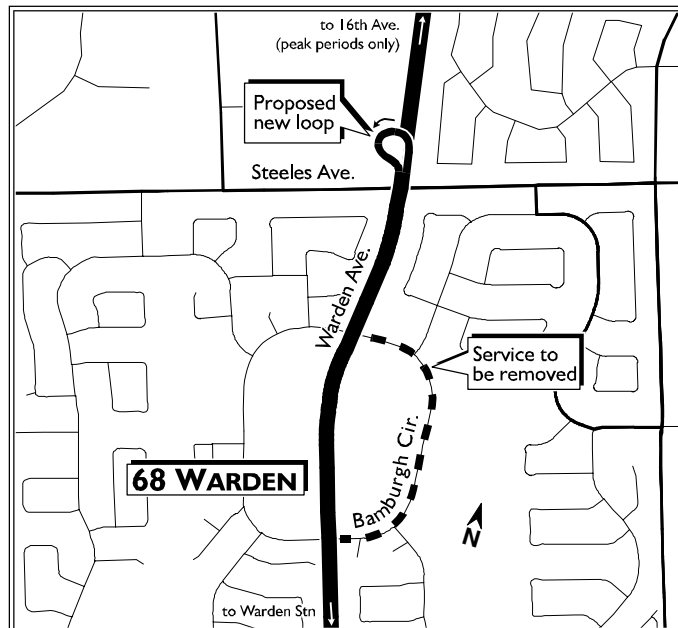 to 16th Ave.
(peak periods only)
Proposed
new loop
Steeles Ave.
Warden Ave.
Service to
be removed
Bamburgh Cir.
68 WARDEN
N
to Warden Stn